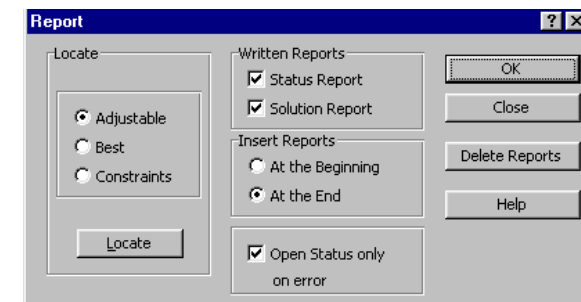 Report
Locate
Adjustable
Best
Constraints
Locate
Written Reports
Status Report
Solution Report
Insert Reports
At the Beginning
At the End
Open Status only
on error
OK
Close
Delete Reports
Help